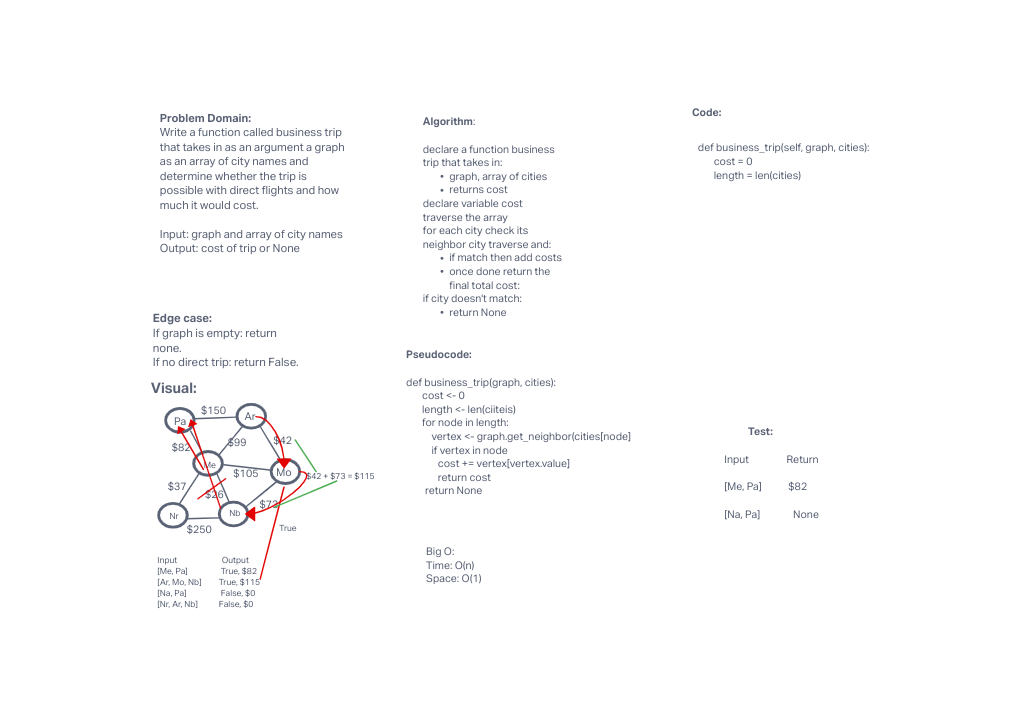 Problem Domain:
Write a function called business trip
that takes in as an argument a graph
as an array of city names and
determine whether the trip is
possible with direct flights and how
much it would cost.
Input: graph and array of city names
Output: cost of trip or None
Edge case:
If graph is empty: return
none.
If no direct trip: return False.
Visual:
$150
Pa
Ar
$82
$99
$42
Me
$105
Mo
$42 + $73 = $115
$37
$26
$73
Nr
Nb
$250
True
Input Output
[Me, Pa] True, $82
[Ar, Mo, Nb] True, $115
[Na, Pa] False, $0
[Nr, Ar, Nb] False, $0
Algorithm:
declare a function business
trip that takes in:
• graph, array of cities
• returns cost
declare variable cost
traverse the array
for each city check its
neighbor city traverse and:
• if match then add costs
• once done return the
final total cost:
if city doesn't match:
• return None
Pseudocode:
def business_trip(graph, cities):
cost <- 0
length <- len(ciiteis)
for node in length:
vertex <- graph.get_neighbor(cities[node]
if vertex in node
cost += vertex[vertex.value]
return cost
return None
Big O:
Time: O(n)
Space: O(1)
Code:
def business_trip(self, graph, cities):
cost = 0
length = len(cities)
Test:
Input Return
[Me, Pa] $82
[Na, Pa] None